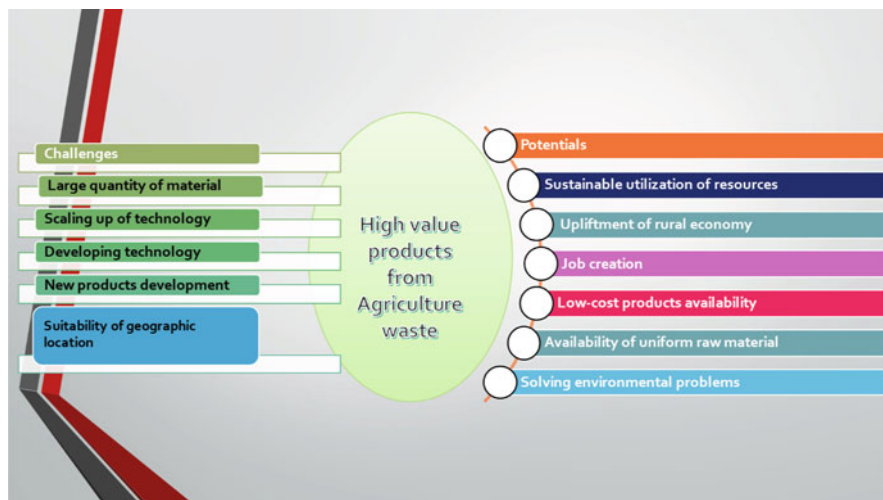 Challenges
Large quantity of material
Scaling up of technology
Developing technology
New products development
Suitability of geographic
location
High value
products
from
Agriculture
waste
Potentials
Sustainable utilization of resources
Upliftment of rural economy
Job creation
Low-cost products availability
Availability of uniform raw material
Solving environmental problems